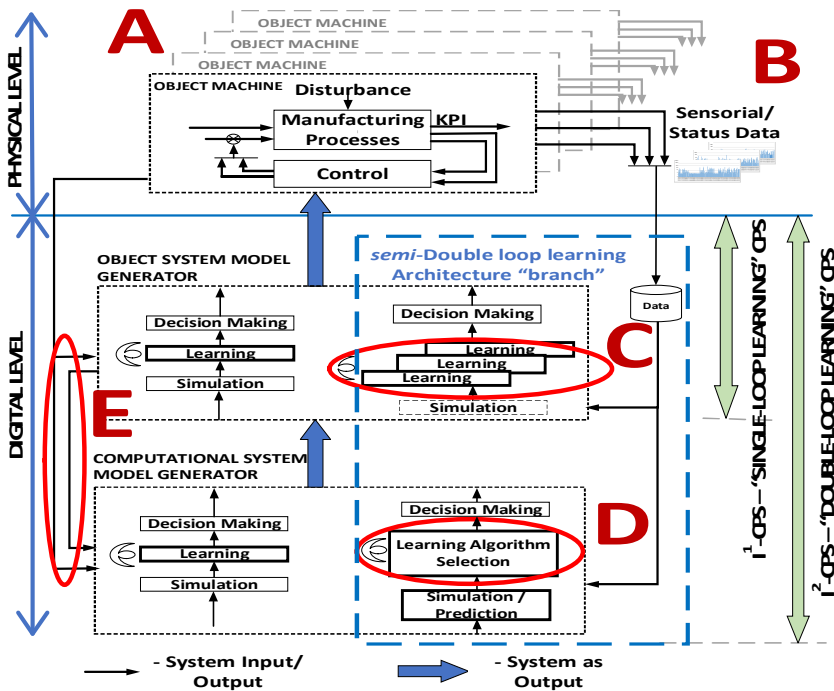 A
B
OBJECT MACHINE
OBJECT MACHINE
OBJECT MACHINE
OBJECT MACHINE
Disturbance
Manufacturing
Processes
KPI
Control
Sensorial/
Status Data
PHYSICAL LEVEL
DIGITAL LEVEL
OBJECT SYSTEM MODEL
GENERATOR
Decision Making
Learning
Simulation
semi-Double loop learning
Architecture “branch”
Decision Making
Learning
Learning
Learning
Simulation
Data
C
E
COMPUTATIONAL SYSTEM
MODEL GENERATOR
Decision Making
Learning
Simulation
Decision Making
Learning Algorithm
Selection
Simulation /
Prediction
D
I¹-CPS – “SINGLE-LOOP LEARNING” CPS
I²-CPS – “DOUBLE-LOOP LEARNING” CPS
- System Input/
Output
- System as
Output